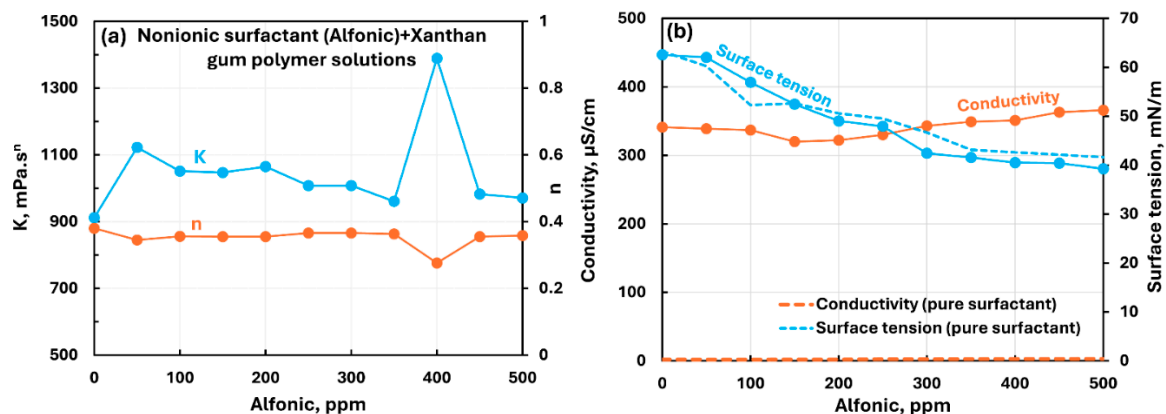 (a) Nonionic surfactant (Alfonic)+Xanthan
gum polymer solutions
1500
1300
1100
900
700
500
K, mPa.sⁿ
K
n
1
0.8
0.6
0.4
0.2
0
n
0 100 200 300 400 500
Alfonic, ppm
(b)
500
400
300
200
100
0
Conductivity, µS/cm
Surface tension
Conductivity
Conductivity (pure surfactant)
Surface tension (pure surfactant)
70
60
50
40
30
20
10
0
Surface tension, mN/m
0 100 200 300 400 500
Alfonic, ppm